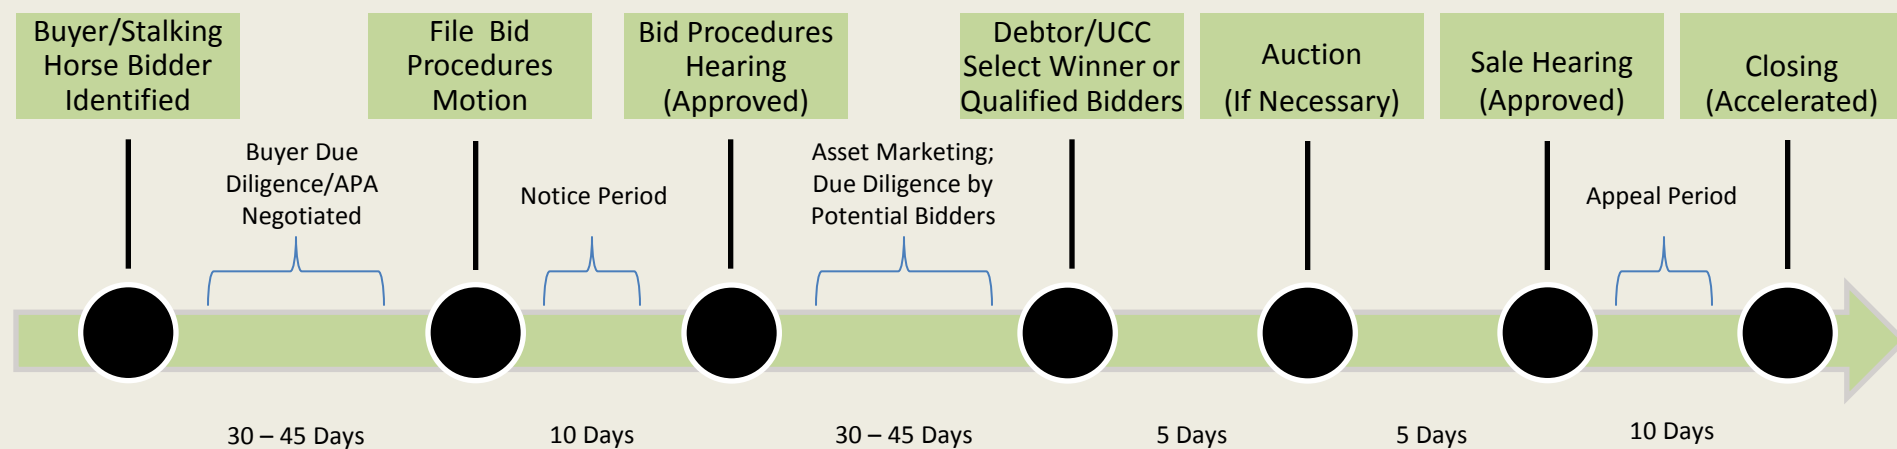 Buyer/Stalking
Horse Bidder
Identified
File Bid
Procedures
Motion
Bid Procedures
Hearing
(Approved)
Debtor/UCC
Select Winner or
Qualified Bidders
Auction
(If Necessary)
Sale Hearing
(Approved)
Closing
(Accelerated)
Buyer Due
Diligence/APA
Negotiated
Notice Period
Asset Marketing;
Due Diligence by
Potential Bidders
Appeal Period
30 – 45 Days
10 Days
30 – 45 Days
5 Days
5 Days
10 Days